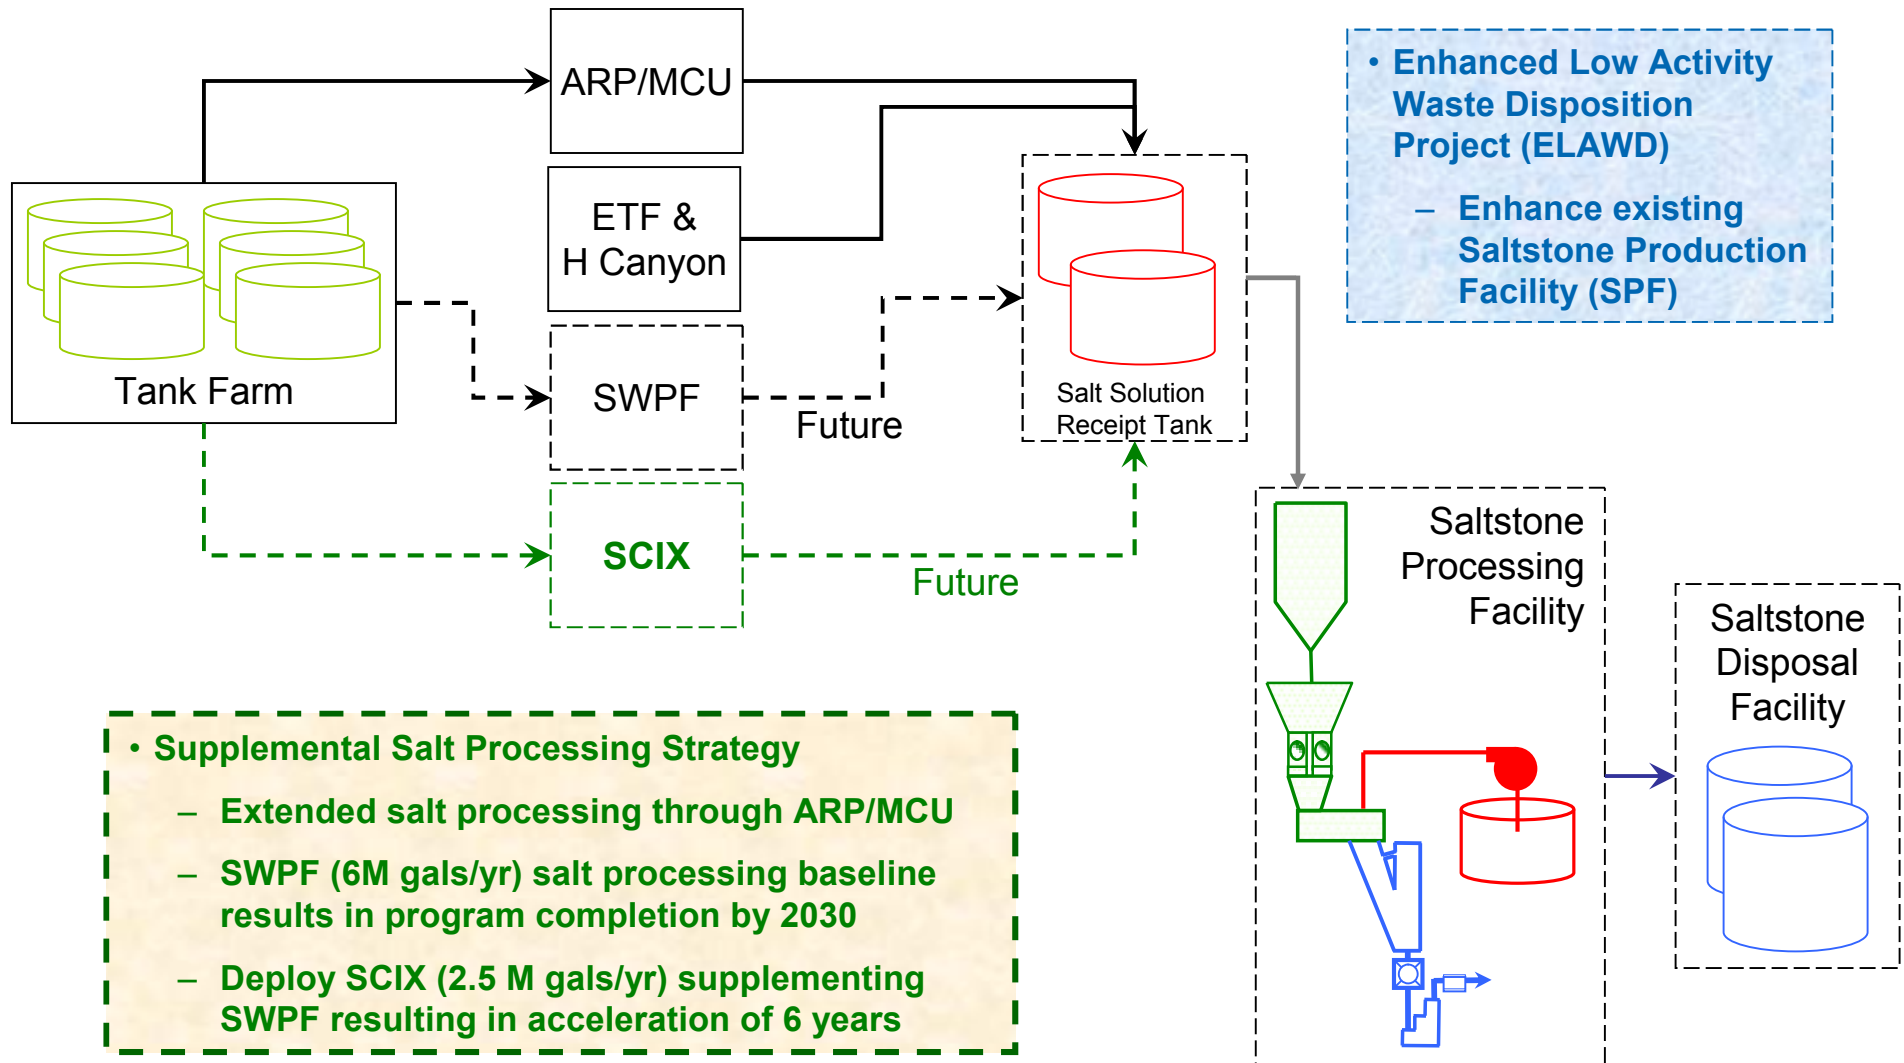 ARP/MCU
ETF &
H Canyon
Tank Farm
SWPF
Future
SCIX
Future
Salt Solution
Receipt Tank
• Enhanced Low Activity
Waste Disposition
Project (ELAWD)
– Enhance existing
Saltstone Production
Facility (SPF)
Saltstone
Processing
Facility
Saltstone
Disposal
Facility
• Supplemental Salt Processing Strategy
– Extended salt processing through ARP/MCU
– SWPF (6M gals/yr) salt processing baseline
results in program completion by 2030
– Deploy SCIX (2.5 M gals/yr) supplementing
SWPF resulting in acceleration of 6 years